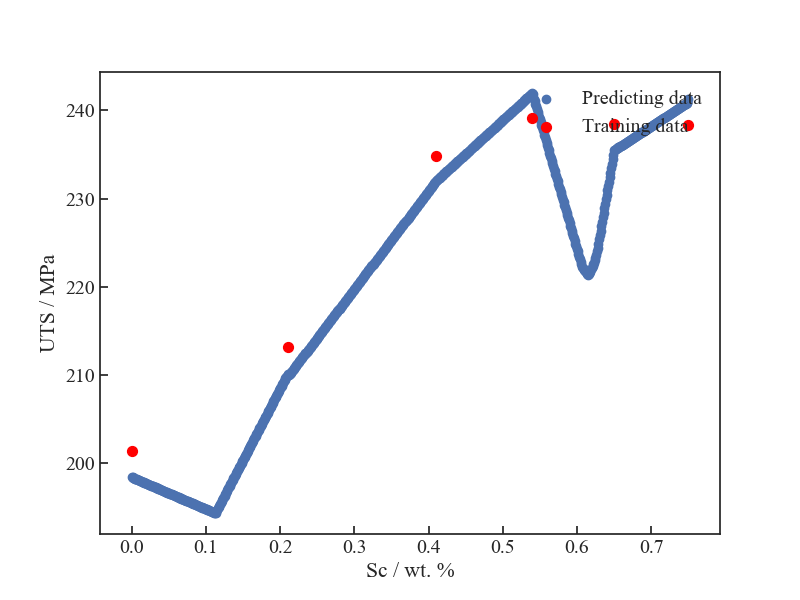 Predicting data
Training data
240
230
220
210
200
UTS / MPa
0.0 0.1 0.2 0.3 0.4 0.5 0.6 0.7
Sc / wt. %